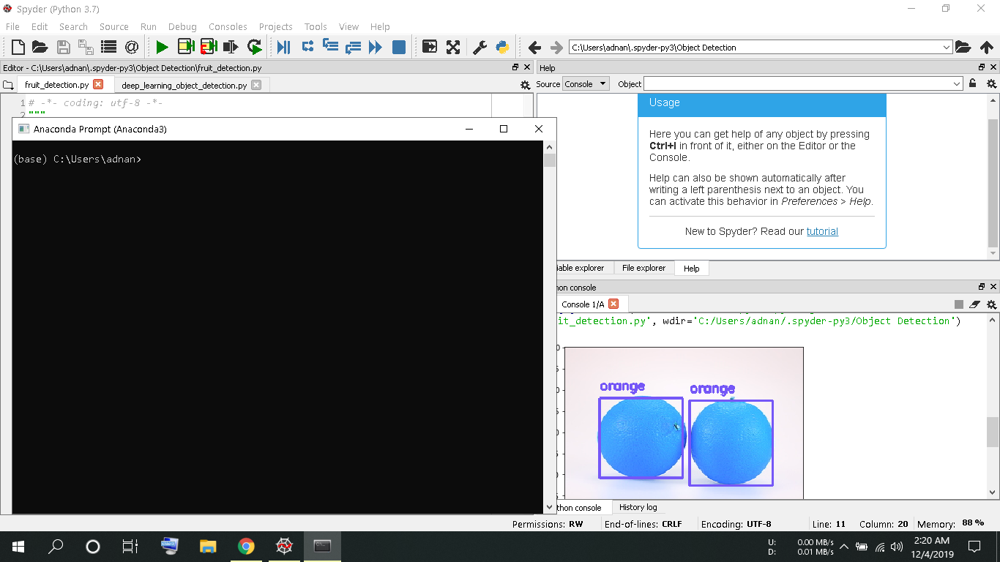 Spyder (Python 3.7)
File Edit Search Source Run Debug Consoles Projects Tools View Help
C:\Users\adnan\.spyder-py3\Object Detection
Editor - C:\Users\adnan\.spyder-py3\Object Detection\fruit_detection.py
Help
fruit_detection.py
deep_learning_object_detection.py
Source Console
Object
1 # -*- coding: utf-8 -*-
2 """
Usage
Here you can get help of any object by pressing
Ctrl+I in front of it, either on the Editor or the
Console.
Help can also be shown automatically after
writing a left parenthesis next to an object. You
can activate this behavior in Preferences > Help.
New to Spyder? Read our tutorial
Anaconda Prompt (Anaconda3)
(base) C:\Users\adnan>
iable explorer
File explorer
Help
hon console
Console 1/A
it_detection.py', wdir='C:/Users/adnan/.spyder-py3/Object Detection')
orange
orange
thon console
History log
Permissions: RW
End-of-lines: CRLF
Encoding: UTF-8
Line: 11
Column: 20
Memory: 88 %
U: 0.00 MB/s
D: 0.01 MB/s
2:20 AM
12/4/2019